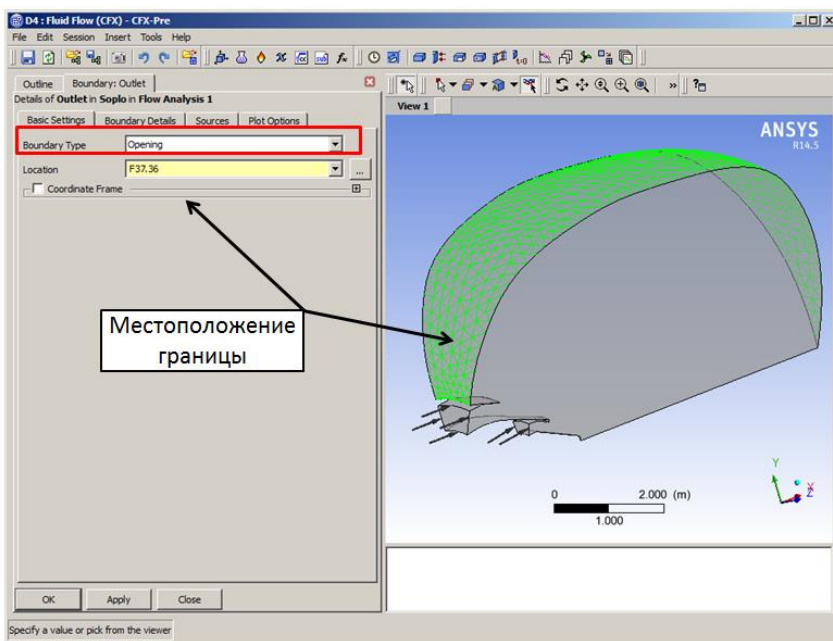 D4 : Fluid Flow (CFX) - CFX-Pre
File Edit Session Insert Tools Help
Outline Boundary: Outlet
Details of Outlet in Soplo in Flow Analysis 1
Basic Settings Boundary Details Sources Plot Options
Boundary Type Opening
Location F37.36 ...
Coordinate Frame
Местоположение
границы
OK Apply Close
Specify a value or pick from the viewer
View 1
ANSYS
R14.5
0 2.000 (m)
1.000
Y
X
Z